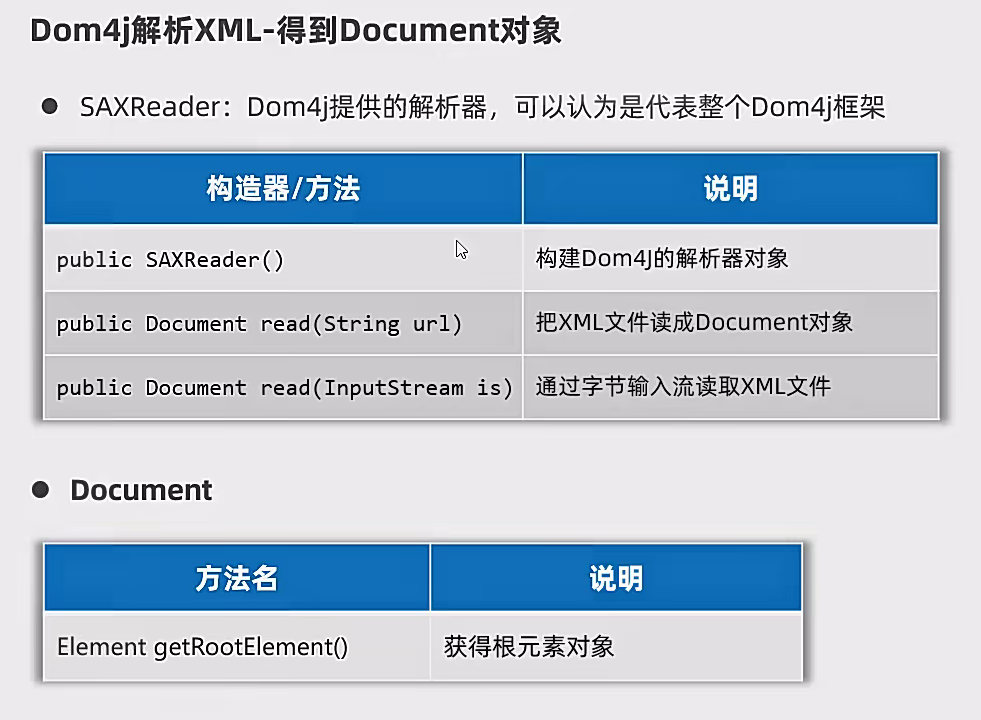 Dom4j解析XML-得到Document对象
● SAXReader：Dom4j提供的解析器，可以认为是代表整个Dom4j框架
构造器/方法 说明
public SAXReader() 构建Dom4J的解析器对象
public Document read(String url) 把XML文件读成Document对象
public Document read(InputStream is) 通过字节输入流读取XML文件
● Document
方法名 说明
Element getRootElement() 获得根元素对象